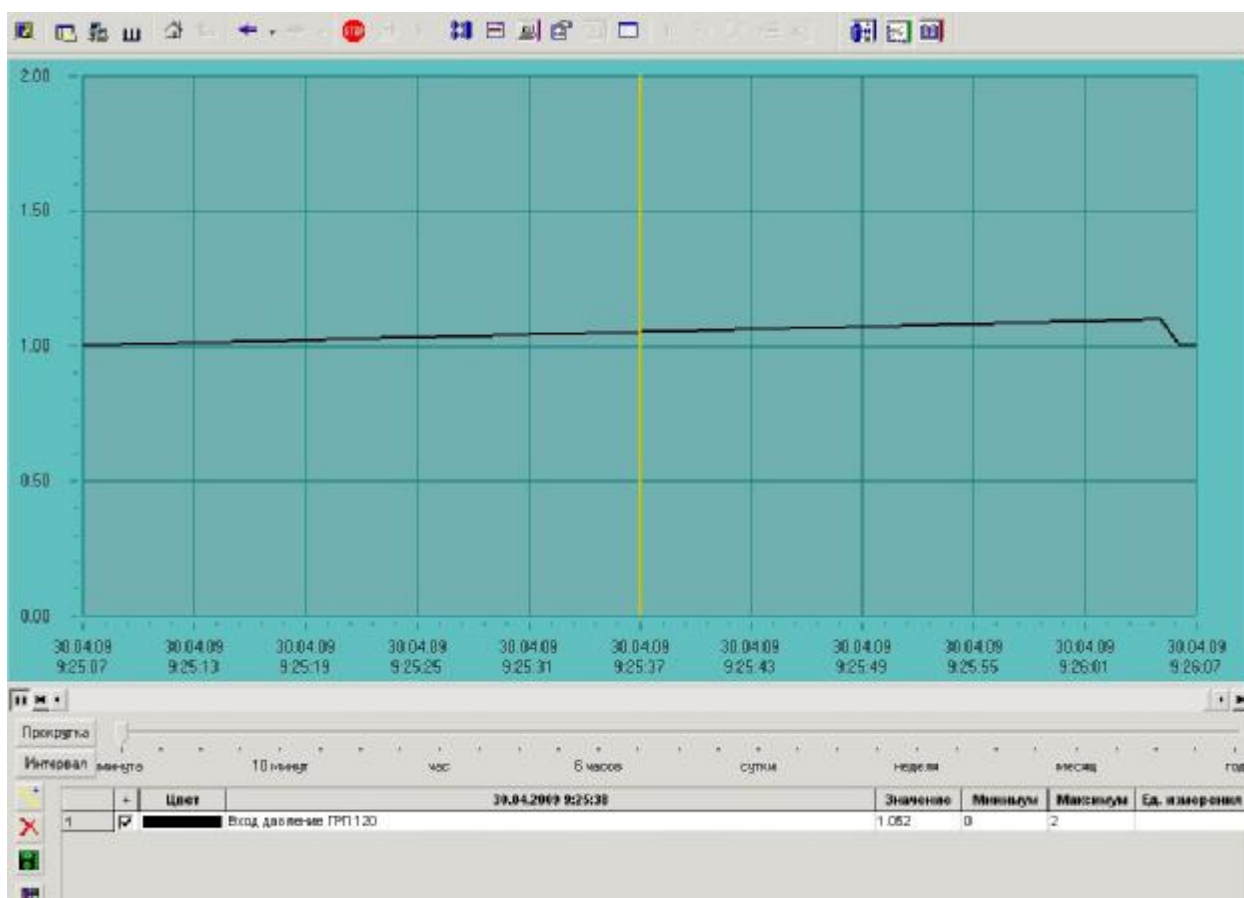 STOP
2.00
1.50
1.00
0.50
0.00
30.04.09 30.04.09 30.04.09 30.04.09 30.04.09 30.04.09 30.04.09 30.04.09 30.04.09 30.04.09 30.04.09
9:25:07 9:25:13 9:25:19 9:25:25 9:25:31 9:25:37 9:25:43 9:25:49 9:25:55 9:26:01 9:26:07
Прокрутка
Интервал минута 10 минут час 6 часов сутки неделя месяц год
+ Цвет 30.04.2009 9:25:38 Значение Минимум Максимум Ед. измерения
1 Вход давление ГРП 120 1.052 0 2